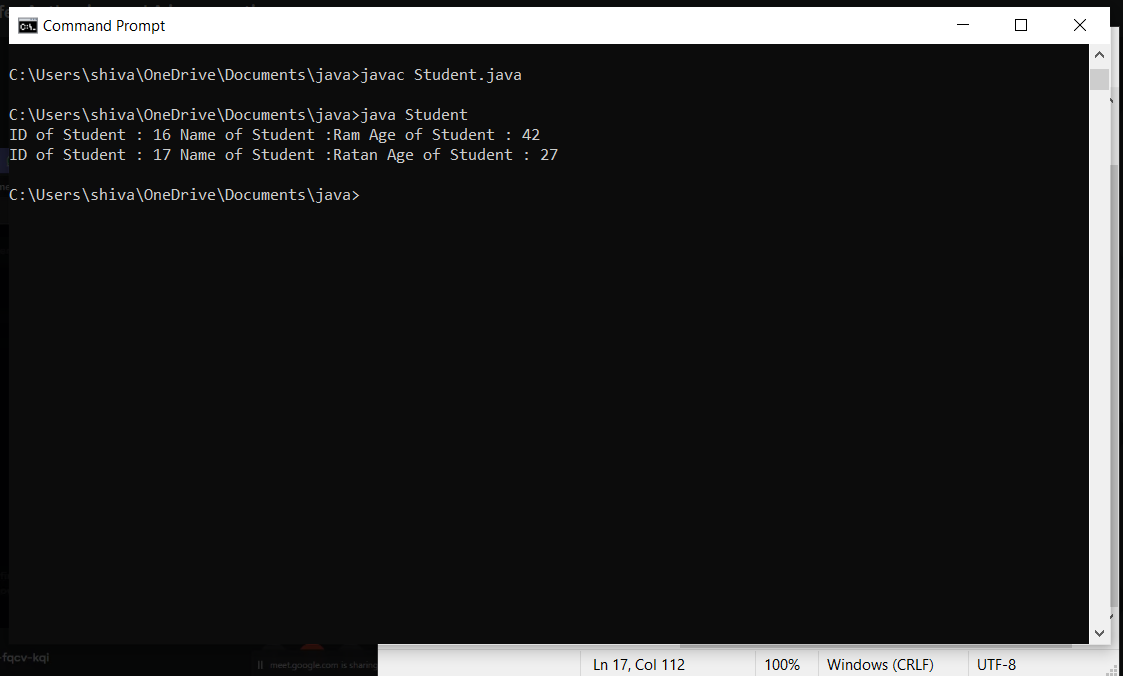 Command Prompt
C:\Users\shiva\OneDrive\Documents\java>javac Student.java
C:\Users\shiva\OneDrive\Documents\java>java Student
ID of Student : 16 Name of Student :Ram Age of Student : 42
ID of Student : 17 Name of Student :Ratan Age of Student : 27
C:\Users\shiva\OneDrive\Documents\java>
-fqcv-kqi
meet.google.com is sharing
Ln 17, Col 112
100%
Windows (CRLF)
UTF-8